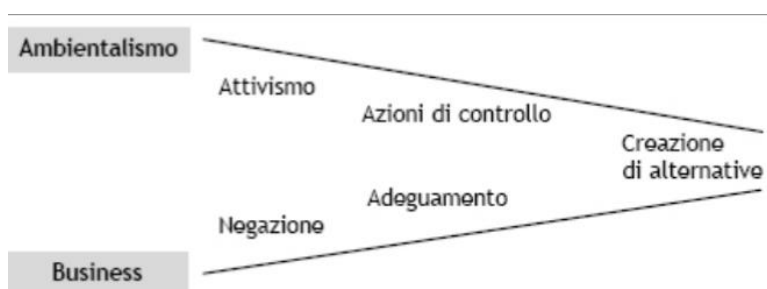 Ambientalismo
Attivismo
Azioni di controllo
Creazione
di alternative
Adeguamento
Negazione
Business